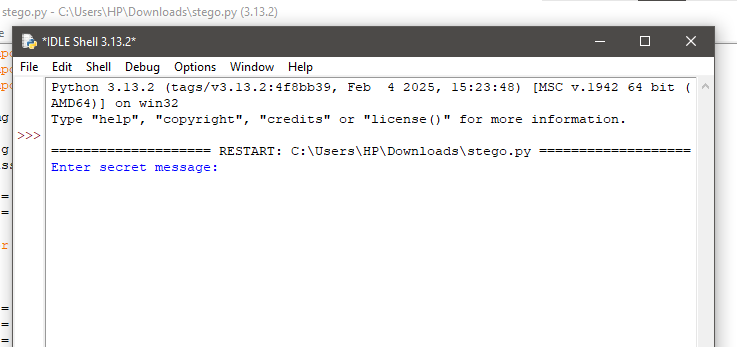 stego.py - C:\Users\HP\Downloads\stego.py (3.13.2)
*IDLE Shell 3.13.2*
File Edit Shell Debug Options Window Help
Python 3.13.2 (tags/v3.13.2:4f8bb39, Feb  4 2025, 15:23:48) [MSC v.1942 64 bit (
AMD64)] on win32
Type "help", "copyright", "credits" or "license()" for more information.
>>>
==================== RESTART: C:\Users\HP\Downloads\stego.py ===================
Enter secret message: